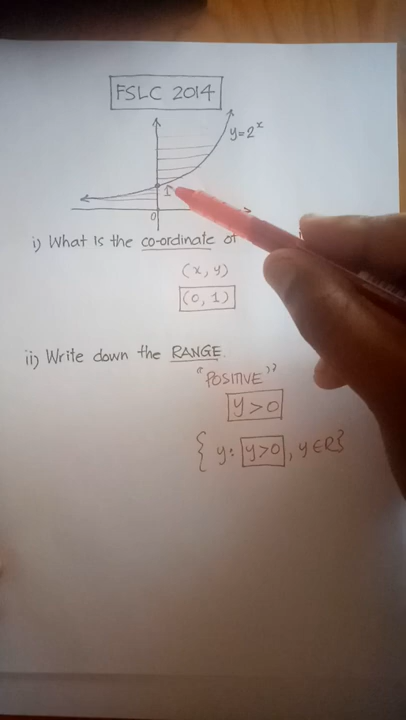 FSLC 2014
y=2ˣ
1
0
i) What Is the co-ordinate of
(x, y)
(0, 1)
ii) Write down the RANGE.
"POSITIVE"
y>0
{ y: y>0, y∈R}